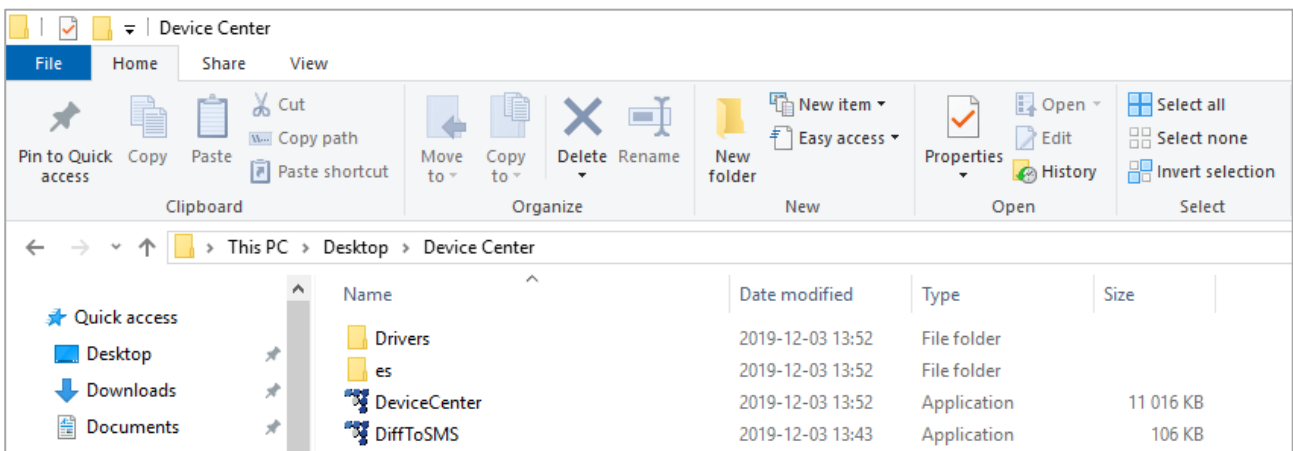 Device Center
File Home Share View
Pin to Quick access
Copy
Paste
Cut
Copy path
Paste shortcut
Move to
Copy to
Delete
Rename
New folder
New item
Easy access
Properties
Open
Edit
History
Select all
Select none
Invert selection
Clipboard Organize New Open Select
This PC > Desktop > Device Center
Name Date modified Type Size
Quick access
Desktop
Downloads
Documents
Drivers 2019-12-03 13:52 File folder
es 2019-12-03 13:52 File folder
DeviceCenter 2019-12-03 13:52 Application 11 016 KB
DiffToSMS 2019-12-03 13:43 Application 106 KB